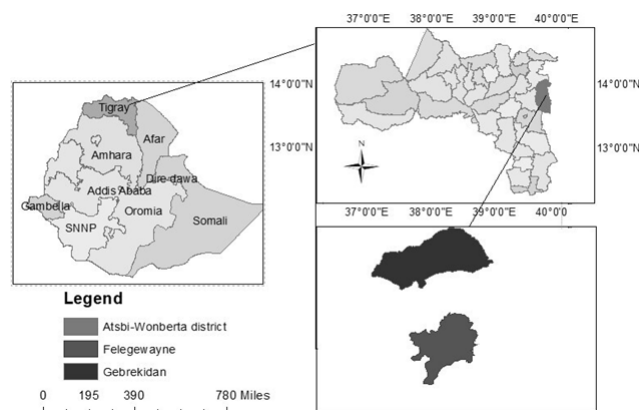 37°0'0"E 38°0'0"E 39°0'0"E 40°0'0"E
14°0'0"N 14°0'0"N
13°0'0"N 13°0'0"N
Tigray
Afar
Amhara
Dire-dawa
Addis Ababa
Gambella
Oromia
Somali
SNNP
N
37°0'0"E 38°0'0"E 39°0'0"E 40°0'0"E
Legend
Atsbi-Wonberta district
Felegewayne
Gebrekidan
0 195 390 780 Miles